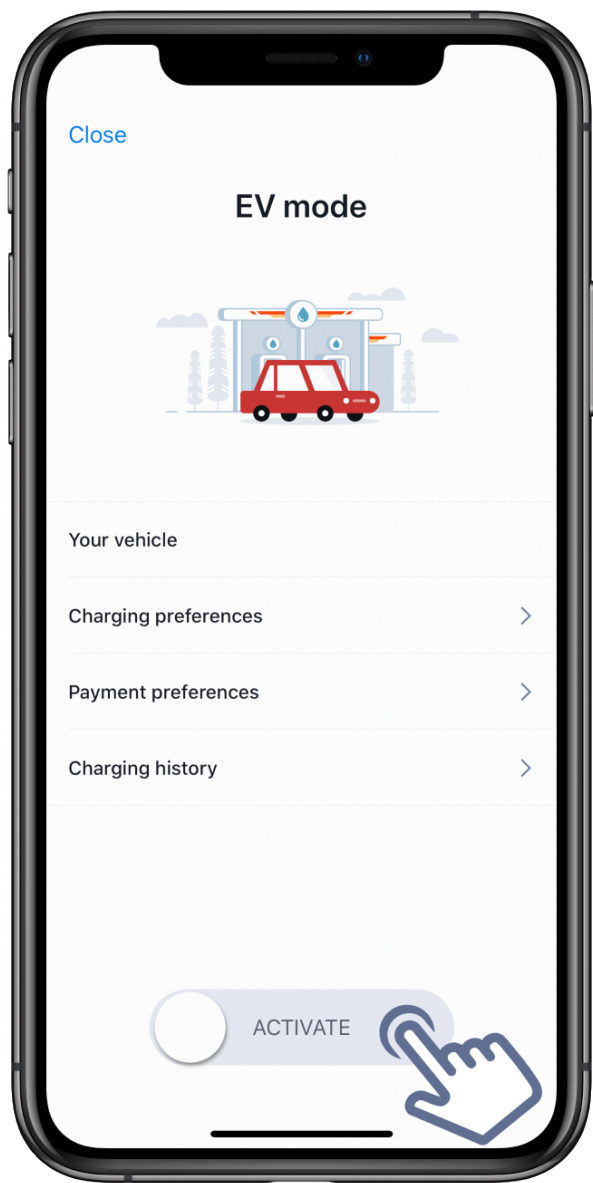 Close
EV mode
Your vehicle
Charging preferences
Payment preferences
Charging history
ACTIVATE